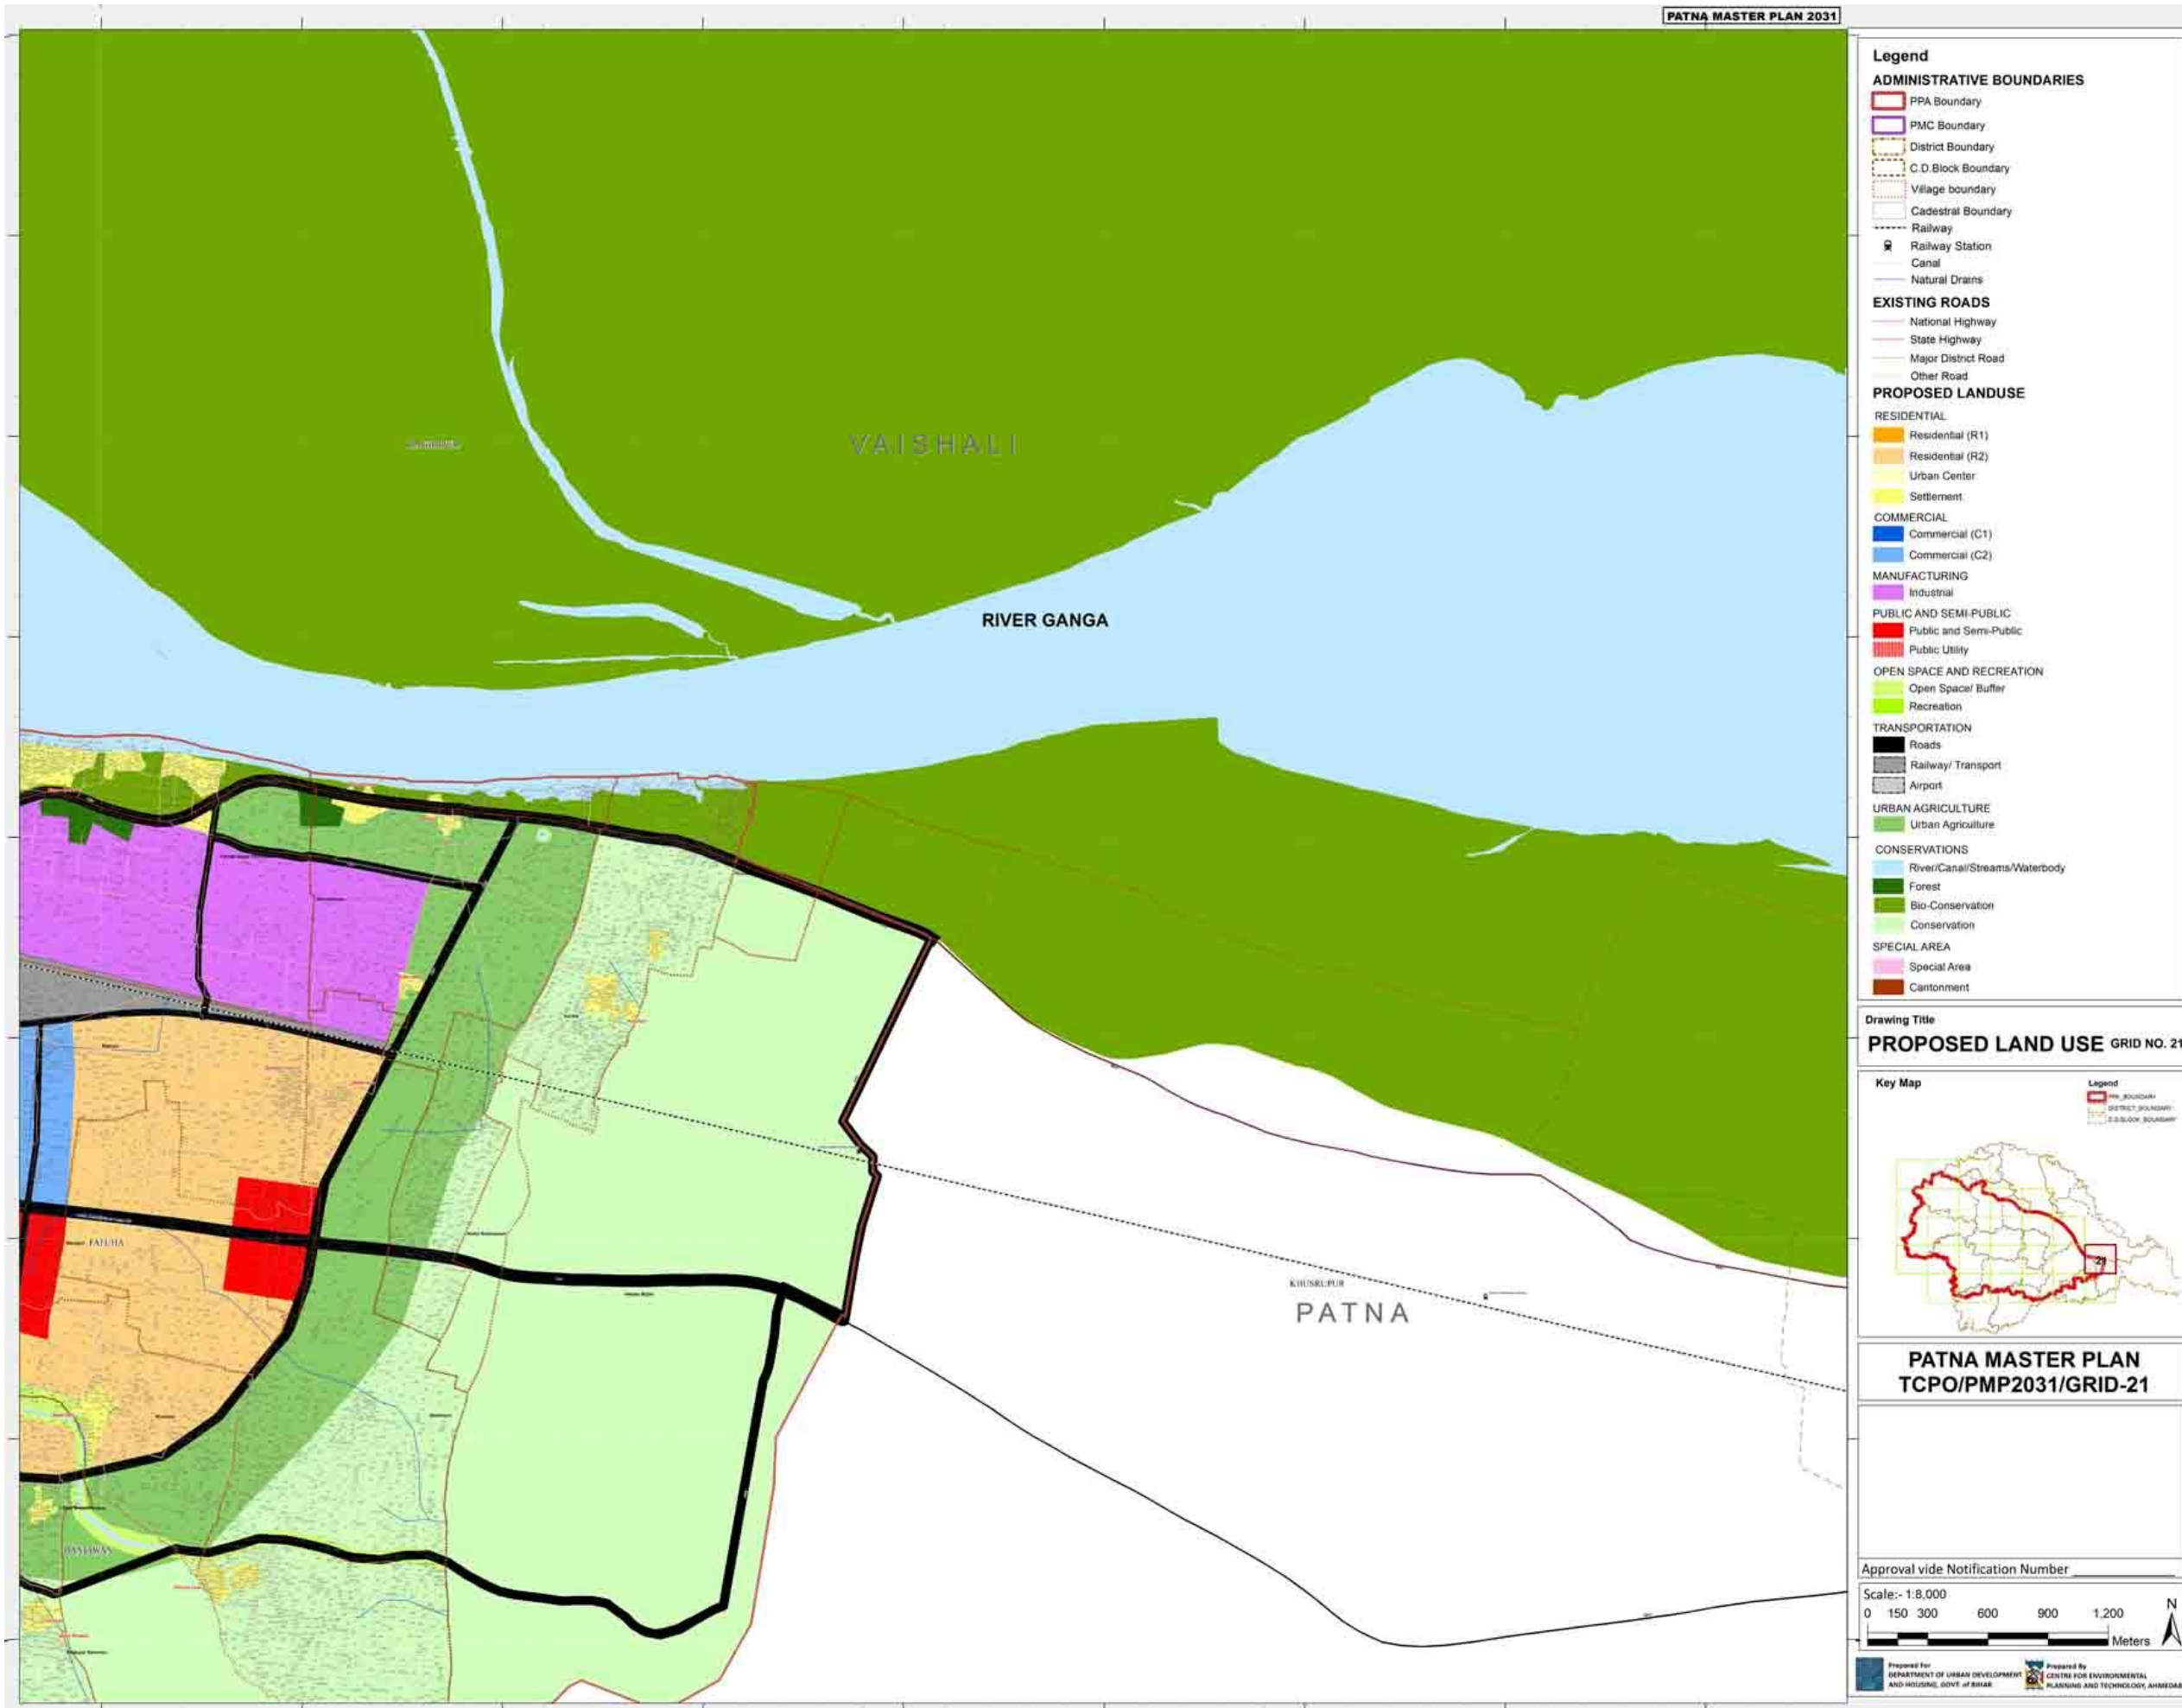 PATNA MASTER PLAN 2031
VAISHALI
RIVER GANGA
FATUHA
KHUSRUPUR
PATNA
Legend
ADMINISTRATIVE BOUNDARIES
PPA Boundary
PMC Boundary
District Boundary
C.D.Block Boundary
Village boundary
Cadestral Boundary
Railway
Railway Station
Canal
Natural Drains
EXISTING ROADS
National Highway
State Highway
Major District Road
Other Road
PROPOSED LANDUSE
RESIDENTIAL
Residential (R1)
Residential (R2)
Urban Center
Settlement
COMMERCIAL
Commercial (C1)
Commercial (C2)
MANUFACTURING
Industrial
PUBLIC AND SEMI-PUBLIC
Public and Semi-Public
Public Utility
OPEN SPACE AND RECREATION
Open Space/ Buffer
Recreation
TRANSPORTATION
Roads
Railway/ Transport
Airport
URBAN AGRICULTURE
Urban Agriculture
CONSERVATIONS
River/Canal/Streams/Waterbody
Forest
Bio-Conservation
Conservation
SPECIAL AREA
Special Area
Cantonment
Drawing Title
PROPOSED LAND USE GRID NO. 21
Key Map
Legend
PPA_BOUNDARY
DISTRICT_BOUNDARY
C.D.BLOCK_BOUNDARY
21
PATNA MASTER PLAN
TCPO/PMP2031/GRID-21
Approval vide Notification Number
Scale:- 1:8,000
0 150 300 600 900 1,200
Meters
N
Prepared For
DEPARTMENT OF URBAN DEVELOPMENT
AND HOUSING, GOVT. of BIHAR
Prepared By
CENTRE FOR ENVIRONMENTAL
PLANNING AND TECHNOLOGY, AHMEDABAD